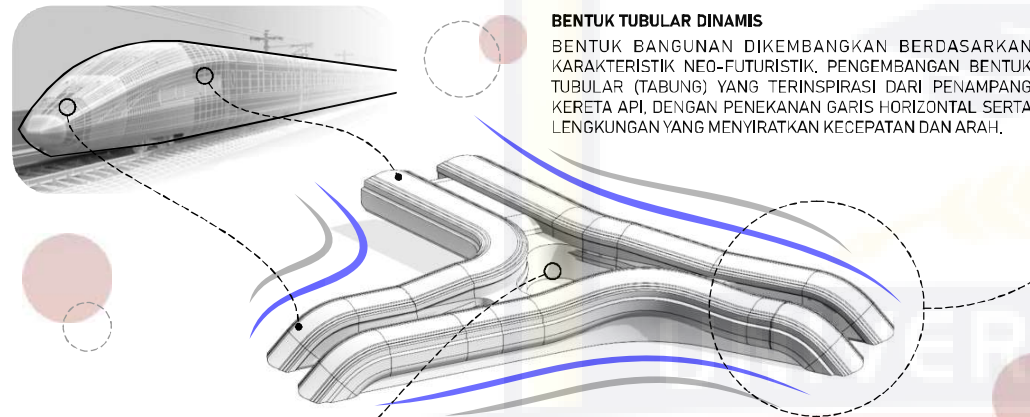 BENTUK TUBULAR DINAMIS
BENTUK BANGUNAN DIKEMBANGKAN BERDASARKAN
KARAKTERISTIK NEO-FUTURISTIK. PENGEMBANGAN BENTUK
TUBULAR (TABUNG) YANG TERINSPIRASI DARI PENAMPANG
KERETA API, DENGAN PENEKANAN GARIS HORIZONTAL SERTA
LENGKUNGAN YANG MENYIRATKAN KECEPATAN DAN ARAH.